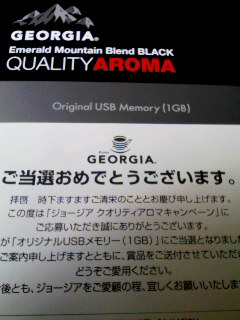 GEORGIA.
Emerald Mountain Blend BLACK
QUALITYAROMA
Original USB Memory (1GB)
GEORGIA.
ご当選おめでとうございます。
拝啓 時下ますますご清栄のこととお慶び申し上げます。
この度は「ジョージア クオリティアロマキャンペーン」に
ご応募いただき誠にありがとうございます。
が「オリジナルUSBメモリー(1GB)」にご当選となりまし
ご案内申し上げますとともに、賞品をご送付させていただき
どうぞご愛用ください。
後とも、ジョージアをご愛顧の程、宜しくお願いいたします